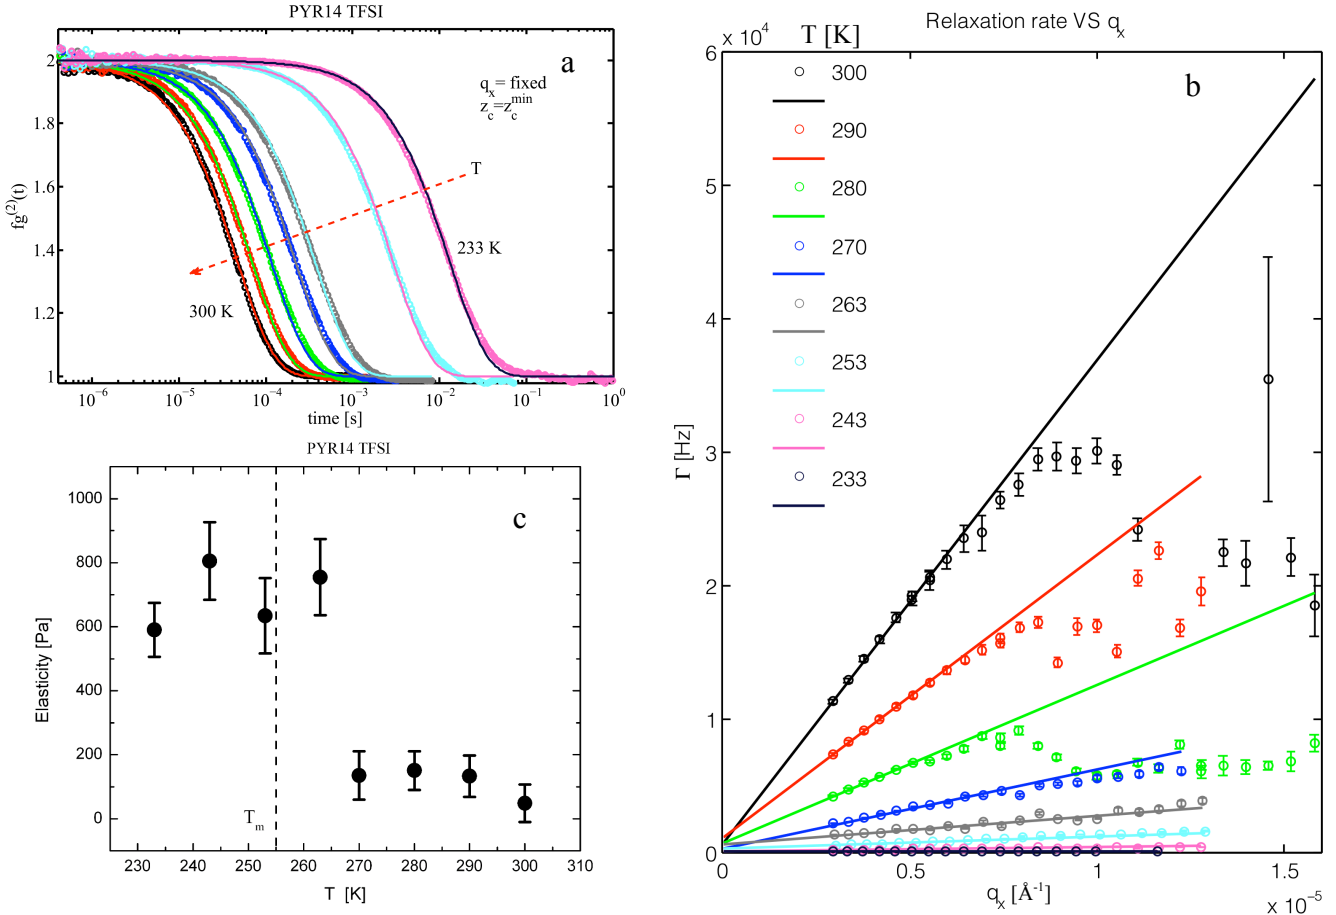 PYR14 TFSI
a
q_x = fixed
z_c=z_c^min
T
233 K
300 K
fg^(2)(t)
2
1.8
1.6
1.4
1.2
1
10^−6
10^−5
10^−4
10^−3
10^−2
10^−1
10^0
time [s]
PYR14 TFSI
c
1000
800
600
400
200
0
Elasticity [Pa]
T_m
230
240
250
260
270
280
290
300
310
T [K]
Relaxation rate VS q_x
x 10^4
T [K]
b
300
290
280
270
263
253
243
233
6
5
4
3
2
1
0
Γ [Hz]
0
0.5
1
1.5
q_x [Å^-1]
x 10^−5